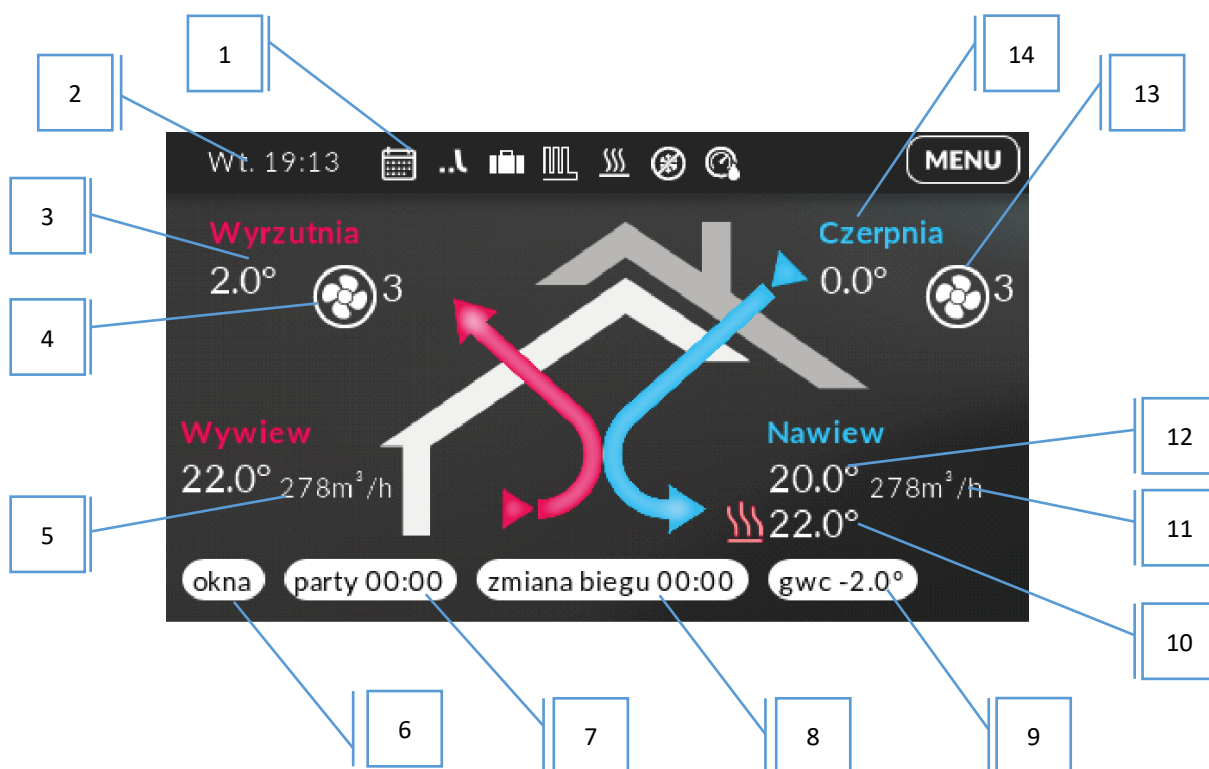 1
14
2
13
Wt. 19:13
MENU
3
Wyrzutnia
2.0°
3
Czerpnia
0.0°
3
4
Wywiew
22.0° 278m³/h
Nawiew
20.0° 278m³/h
22.0°
12
5
11
okna
party 00:00
zmiana biegu 00:00
gwc -2.0°
10
6
7
8
9